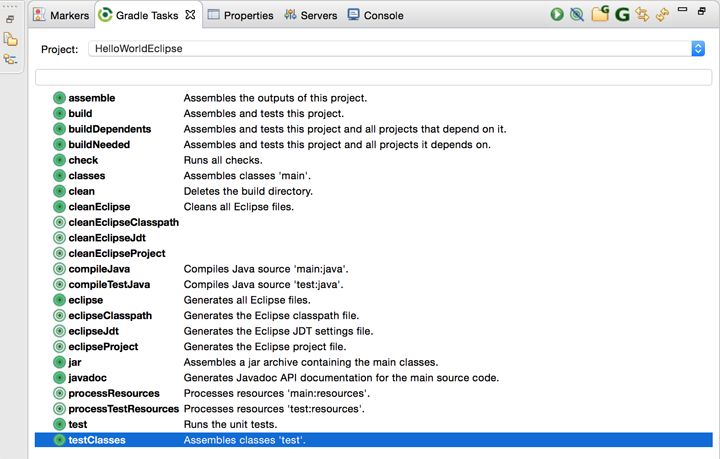 Markers Gradle Tasks Properties Servers Console
Project: HelloWorldEclipse
assemble Assembles the outputs of this project.
build Assembles and tests this project.
buildDependents Assembles and tests this project and all projects that depend on it.
buildNeeded Assembles and tests this project and all projects it depends on.
check Runs all checks.
classes Assembles classes 'main'.
clean Deletes the build directory.
cleanEclipse Cleans all Eclipse files.
cleanEclipseClasspath
cleanEclipseJdt
cleanEclipseProject
compileJava Compiles Java source 'main:java'.
compileTestJava Compiles Java source 'test:java'.
eclipse Generates all Eclipse files.
eclipseClasspath Generates the Eclipse classpath file.
eclipseJdt Generates the Eclipse JDT settings file.
eclipseProject Generates the Eclipse project file.
jar Assembles a jar archive containing the main classes.
javadoc Generates Javadoc API documentation for the main source code.
processResources Processes resources 'main:resources'.
processTestResources Processes resources 'test:resources'.
test Runs the unit tests.
testClasses Assembles classes 'test'.